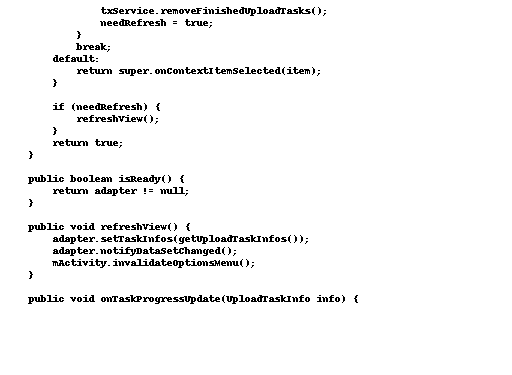 txService.removeFinishedUploadTasks();
                needRefresh = true;
            }
            break;
        default:
            return super.onContextItemSelected(item);
        }

        if (needRefresh) {
            refreshView();
        }
        return true;
    }

    public boolean isReady() {
        return adapter != null;
    }

    public void refreshView() {
        adapter.setTaskInfos(getUploadTaskInfos());
        adapter.notifyDataSetChanged();
        mActivity.invalidateOptionsMenu();
    }

    public void onTaskProgressUpdate(UploadTaskInfo info) {